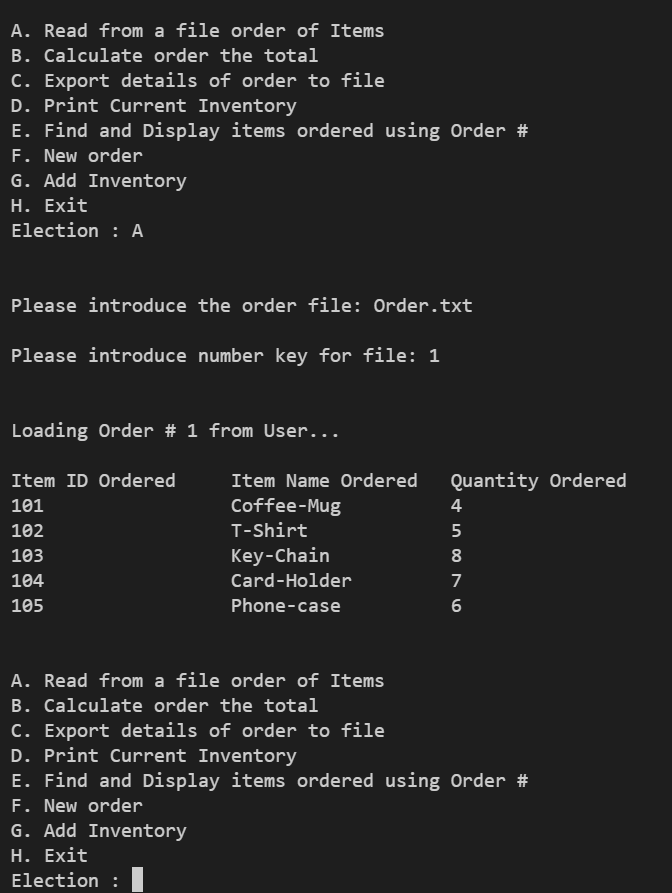 A. Read from a file order of Items
B. Calculate order the total
C. Export details of order to file
D. Print Current Inventory
E. Find and Display items ordered using Order #
F. New order
G. Add Inventory
H. Exit
Election : A
Please introduce the order file: Order.txt
Please introduce number key for file: 1
Loading Order # 1 from User...
Item ID Ordered     Item Name Ordered   Quantity Ordered
101                 Coffee-Mug          4
102                 T-Shirt             5
103                 Key-Chain           8
104                 Card-Holder         7
105                 Phone-case          6
A. Read from a file order of Items
B. Calculate order the total
C. Export details of order to file
D. Print Current Inventory
E. Find and Display items ordered using Order #
F. New order
G. Add Inventory
H. Exit
Election :